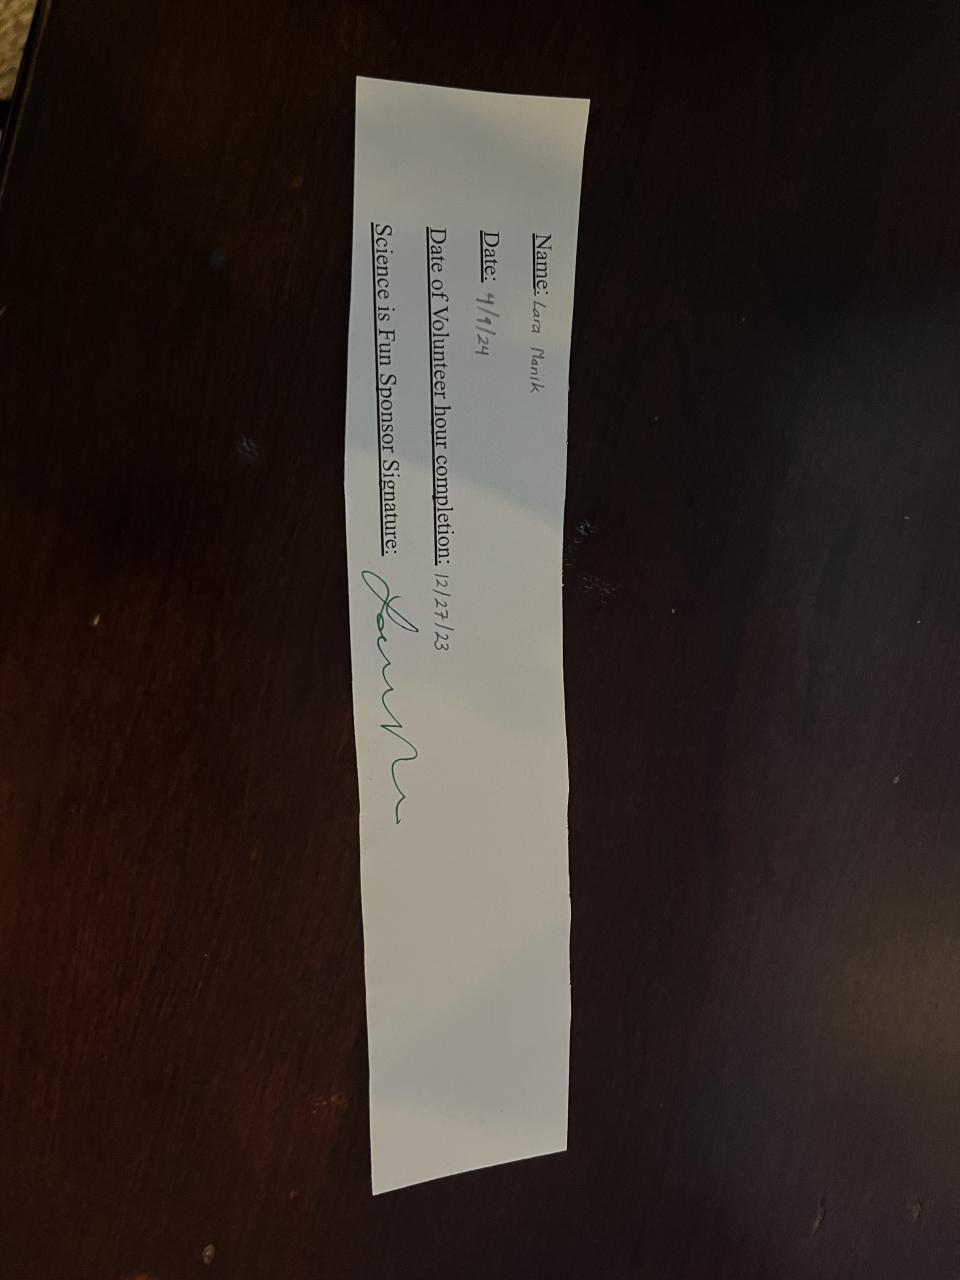 Name: Lara Manik
Date: 4/9/24
Date of Volunteer hour completion: 12/27/23
Science is Fun Sponsor Signature: